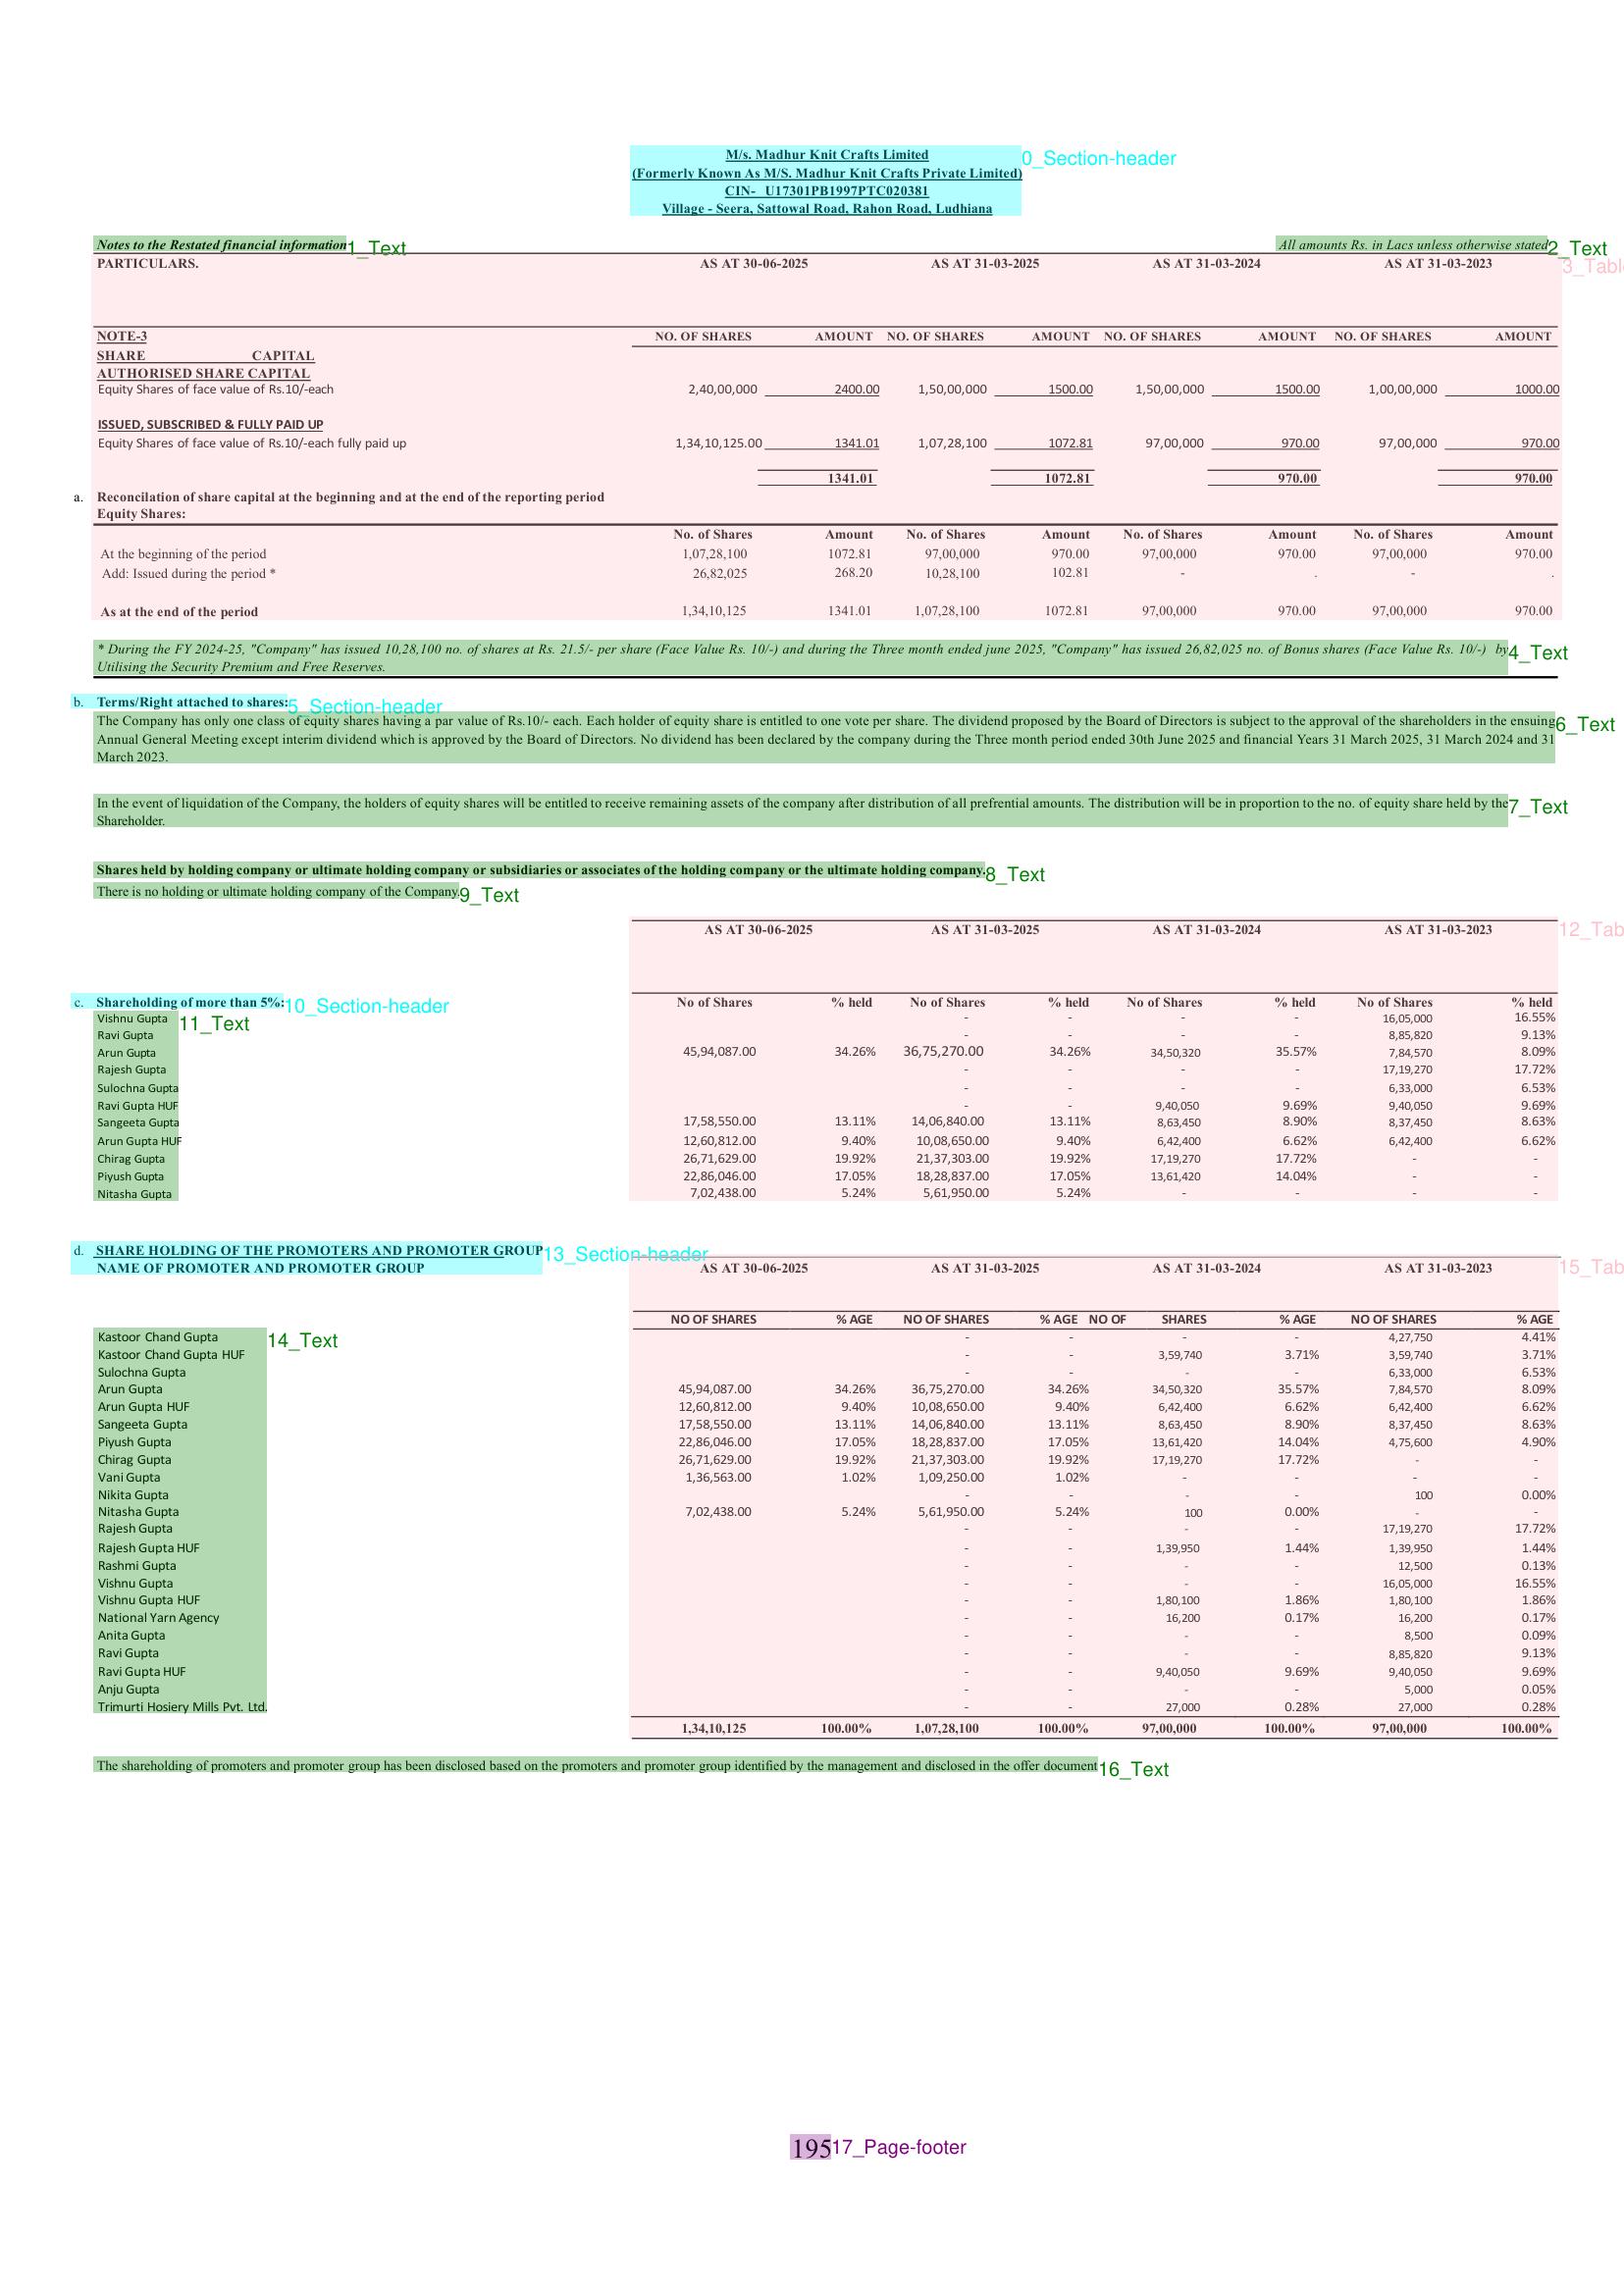 M/s. Madhur Knit Crafts Limited
(Formerly Known As M/S. Madhur Knit Crafts Private Limited)
CIN- U17301PB1997PTC020381
Village - Seera, Sattowal Road, Rahon Road, Ludhiana
0_Section-header
Notes to the Restated financial information 1_Text All amounts Rs. in Lacs unless otherwise stated 2_Text
PARTICULARS. AS AT 30-06-2025 AS AT 31-03-2025 AS AT 31-03-2024 AS AT 31-03-2023 3_Tabl
NOTE-3 NO. OF SHARES AMOUNT NO. OF SHARES AMOUNT NO. OF SHARES AMOUNT NO. OF SHARES AMOUNT
SHARE CAPITAL
AUTHORISED SHARE CAPITAL
Equity Shares of face value of Rs.10/-each 2,40,00,000 2400.00 1,50,00,000 1500.00 1,50,00,000 1500.00 1,00,00,000 1000.00
ISSUED, SUBSCRIBED & FULLY PAID UP
Equity Shares of face value of Rs.10/-each fully paid up 1,34,10,125.00 1341.01 1,07,28,100 1072.81 97,00,000 970.00 97,00,000 970.00
1341.01 1072.81 970.00 970.00
a. Reconcilation of share capital at the beginning and at the end of the reporting period
Equity Shares:
No. of Shares Amount No. of Shares Amount No. of Shares Amount No. of Shares Amount
At the beginning of the period 1,07,28,100 1072.81 97,00,000 970.00 97,00,000 970.00 97,00,000 970.00
Add: Issued during the period * 26,82,025 268.20 10,28,100 102.81 - . - .
As at the end of the period 1,34,10,125 1341.01 1,07,28,100 1072.81 97,00,000 970.00 97,00,000 970.00
* During the FY 2024-25, "Company" has issued 10,28,100 no. of shares at Rs. 21.5/- per share (Face Value Rs. 10/-) and during the Three month ended june 2025, "Company" has issued 26,82,025 no. of Bonus shares (Face Value Rs. 10/-) by 4_Text
Utilising the Security Premium and Free Reserves.
b. Terms/Right attached to shares: 5_Section-header
The Company has only one class of equity shares having a par value of Rs.10/- each. Each holder of equity share is entitled to one vote per share. The dividend proposed by the Board of Directors is subject to the approval of the shareholders in the ensuing 6_Text
Annual General Meeting except interim dividend which is approved by the Board of Directors. No dividend has been declared by the company during the Three month period ended 30th June 2025 and financial Years 31 March 2025, 31 March 2024 and 31
March 2023.
In the event of liquidation of the Company, the holders of equity shares will be entitled to receive remaining assets of the company after distribution of all prefrential amounts. The distribution will be in proportion to the no. of equity share held by the 7_Text
Shareholder.
Shares held by holding company or ultimate holding company or subsidiaries or associates of the holding company or the ultimate holding company. 8_Text
There is no holding or ultimate holding company of the Company. 9_Text
AS AT 30-06-2025 AS AT 31-03-2025 AS AT 31-03-2024 AS AT 31-03-2023 12_Tab
c. Shareholding of more than 5%: 10_Section-header No of Shares % held No of Shares % held No of Shares % held No of Shares % held
Vishnu Gupta 11_Text - - - - 16,05,000 16.55%
Ravi Gupta - - - - 8,85,820 9.13%
Arun Gupta 45,94,087.00 34.26% 36,75,270.00 34.26% 34,50,320 35.57% 7,84,570 8.09%
Rajesh Gupta - - - - 17,19,270 17.72%
Sulochna Gupta - - - - 6,33,000 6.53%
Ravi Gupta HUF - - 9,40,050 9.69% 9,40,050 9.69%
Sangeeta Gupta 17,58,550.00 13.11% 14,06,840.00 13.11% 8,63,450 8.90% 8,37,450 8.63%
Arun Gupta HUF 12,60,812.00 9.40% 10,08,650.00 9.40% 6,42,400 6.62% 6,42,400 6.62%
Chirag Gupta 26,71,629.00 19.92% 21,37,303.00 19.92% 17,19,270 17.72% - -
Piyush Gupta 22,86,046.00 17.05% 18,28,837.00 17.05% 13,61,420 14.04% - -
Nitasha Gupta 7,02,438.00 5.24% 5,61,950.00 5.24% - - - -
d. SHARE HOLDING OF THE PROMOTERS AND PROMOTER GROUP 13_Section-header
NAME OF PROMOTER AND PROMOTER GROUP AS AT 30-06-2025 AS AT 31-03-2025 AS AT 31-03-2024 AS AT 31-03-2023 15_Tab
NO OF SHARES % AGE NO OF SHARES % AGE NO OF SHARES % AGE NO OF SHARES % AGE
Kastoor Chand Gupta 14_Text - - - - 4,27,750 4.41%
Kastoor Chand Gupta HUF - - 3,59,740 3.71% 3,59,740 3.71%
Sulochna Gupta - - - - 6,33,000 6.53%
Arun Gupta 45,94,087.00 34.26% 36,75,270.00 34.26% 34,50,320 35.57% 7,84,570 8.09%
Arun Gupta HUF 12,60,812.00 9.40% 10,08,650.00 9.40% 6,42,400 6.62% 6,42,400 6.62%
Sangeeta Gupta 17,58,550.00 13.11% 14,06,840.00 13.11% 8,63,450 8.90% 8,37,450 8.63%
Piyush Gupta 22,86,046.00 17.05% 18,28,837.00 17.05% 13,61,420 14.04% 4,75,600 4.90%
Chirag Gupta 26,71,629.00 19.92% 21,37,303.00 19.92% 17,19,270 17.72% - -
Vani Gupta 1,36,563.00 1.02% 1,09,250.00 1.02% - - - -
Nikita Gupta - - - - 100 0.00%
Nitasha Gupta 7,02,438.00 5.24% 5,61,950.00 5.24% 100 0.00% - -
Rajesh Gupta - - - - 17,19,270 17.72%
Rajesh Gupta HUF - - 1,39,950 1.44% 1,39,950 1.44%
Rashmi Gupta - - - - 12,500 0.13%
Vishnu Gupta - - - - 16,05,000 16.55%
Vishnu Gupta HUF - - 1,80,100 1.86% 1,80,100 1.86%
National Yarn Agency - - 16,200 0.17% 16,200 0.17%
Anita Gupta - - - - 8,500 0.09%
Ravi Gupta - - - - 8,85,820 9.13%
Ravi Gupta HUF - - 9,40,050 9.69% 9,40,050 9.69%
Anju Gupta - - - - 5,000 0.05%
Trimurti Hosiery Mills Pvt. Ltd. - - 27,000 0.28% 27,000 0.28%
1,34,10,125 100.00% 1,07,28,100 100.00% 97,00,000 100.00% 97,00,000 100.00%
The shareholding of promoters and promoter group has been disclosed based on the promoters and promoter group identified by the management and disclosed in the offer document 16_Text
195 17_Page-footer